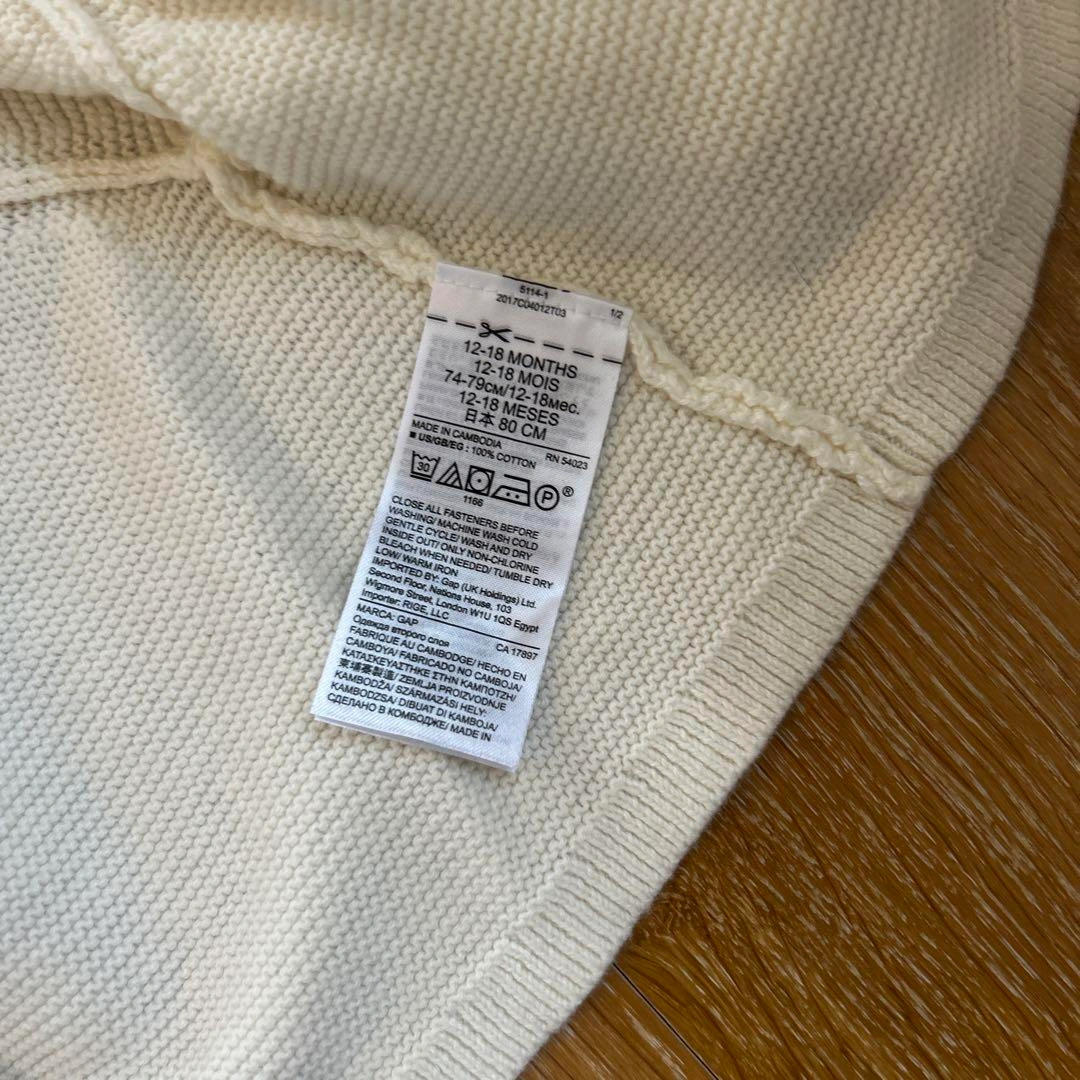 5114-1
2017C04012T03
1/2
12-18 MONTHS
12-18 MOIS
74-79см/12-18мес.
12-18 MESES
日本 80 CM
MADE IN CAMBODIA
RN 54023
■ US/GB/EG : 100% COTTON
30
P®
1166
CLOSE ALL FASTENERS BEFORE
WASHING/ MACHINE WASH COLD
GENTLE CYCLE/ WASH AND DRY
INSIDE OUT/ ONLY NON-CHLORINE
BLEACH WHEN NEEDED/ TUMBLE DRY
LOW/ WARM IRON
IMPORTED BY: Gap (UK Holdings) Ltd.
Second Floor, Nations House, 103
Wigmore Street, London W1U 1QS Egypt
Importer: RIGE, LLC
MARCA: GAP
CA 17897
Одежда второго слоя
FABRIQUE AU CAMBODGE/ HECHO EN
CAMBOYA/ FABRICADO NO CAMBOJA/
ΚΑΤΑΣΚΕΥΑΣΤΗΚΕ ΣΤΗΝ ΚΑΜΠΟΤΖΗ/
柬埔寨製造/ ZEMLJA PROIZVODNJE
KAMBODŽA/ SZÁRMAZÁSI HELY:
KAMBODZSA/ DIBUAT DI KAMBOJA/
СДЕЛАНО В КОМБОДЖЕ/ MADE IN